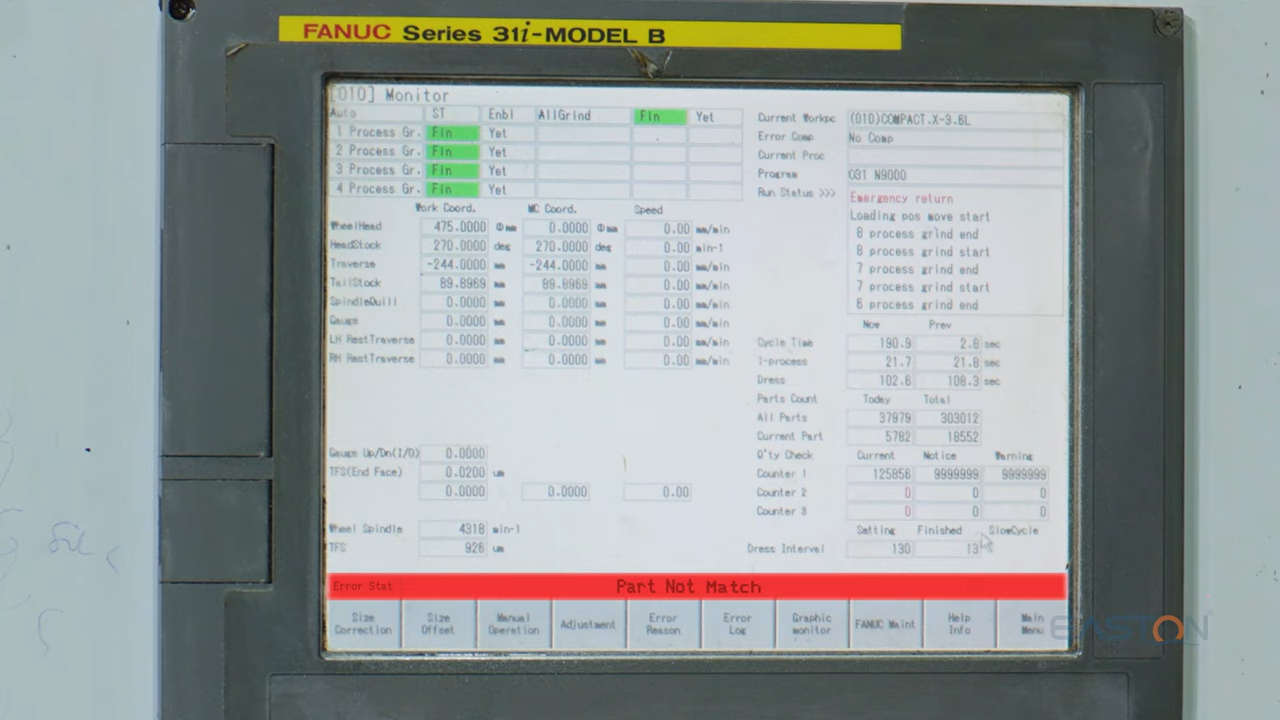 FANUC Series 31i-MODEL B
[010] Monitor
Auto ST Enbl AllGrind Fin Yet
1 Process Gr. Fin Yet
2 Process Gr. Fin Yet
3 Process Gr. Fin Yet
4 Process Gr. Fin Yet
Work Coord. MC Coord. Speed
WheelHead 475.0000 Φmm 0.0000 Φmm 0.00 mm/min
HeadStock 270.0000 deg 270.0000 deg 0.00 min-1
Traverse -244.0000 mm -244.0000 mm 0.00 mm/min
TailStock 89.8969 mm 89.8969 mm 0.00 mm/min
SpindleQuill 0.0000 mm 0.0000 mm 0.00 mm/min
Gauge 0.0000 mm 0.0000 mm 0.00 mm/min
LH RestTraverse 0.0000 mm 0.0000 mm 0.00 mm/min
RH RestTraverse 0.0000 mm 0.0000 mm 0.00 mm/min
Gauge Up/Dn(I/O) 0.0000
TFS(End Face) 0.0200 um
0.0000 0.0000 0.00
Wheel Spindle 4318 min-1
TFS 926 um
Current Workpc (010)COMPACT.X-3.6L
Error Comp No Comp
Current Proc
Program O31 N9000
Run Status >>> Emergency return
Loading pos move start
8 process grind end
8 process grind start
7 process grind end
7 process grind start
6 process grind end
Now Prev
Cycle Time 190.9 2.8 sec
1-process 21.7 21.8 sec
Dress 102.6 108.3 sec
Parts Count Today Total
All Parts 37979 303012
Current Part 5782 18552
Q'ty Check Current Notice Warning
Counter 1 125856 9999999 9999999
Counter 2 0 0 0
Counter 3 0 0 0
Setting Finished SlowCycle
Dress Interval 130 13
Error Stat Part Not Match
Size Correction
Size Offset
Manual Operation
Adjustment
Error Reason
Error Log
Graphic monitor
FANUC Maint
Help Info
Main Menu
EASTON